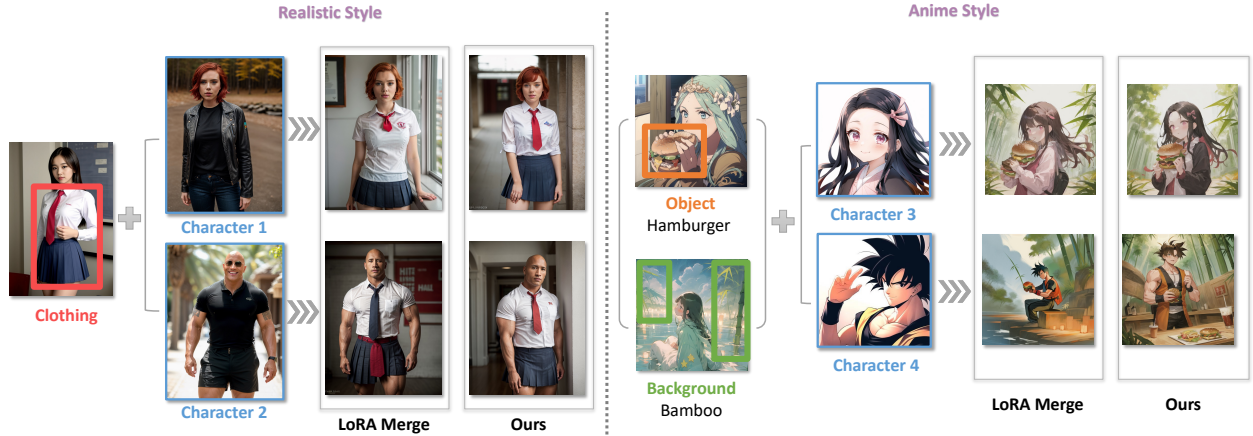 Realistic Style
Anime Style
Clothing
Character 1
Character 2
LoRA Merge
Ours
Object
Hamburger
Background
Bamboo
Character 3
Character 4
LoRA Merge
Ours